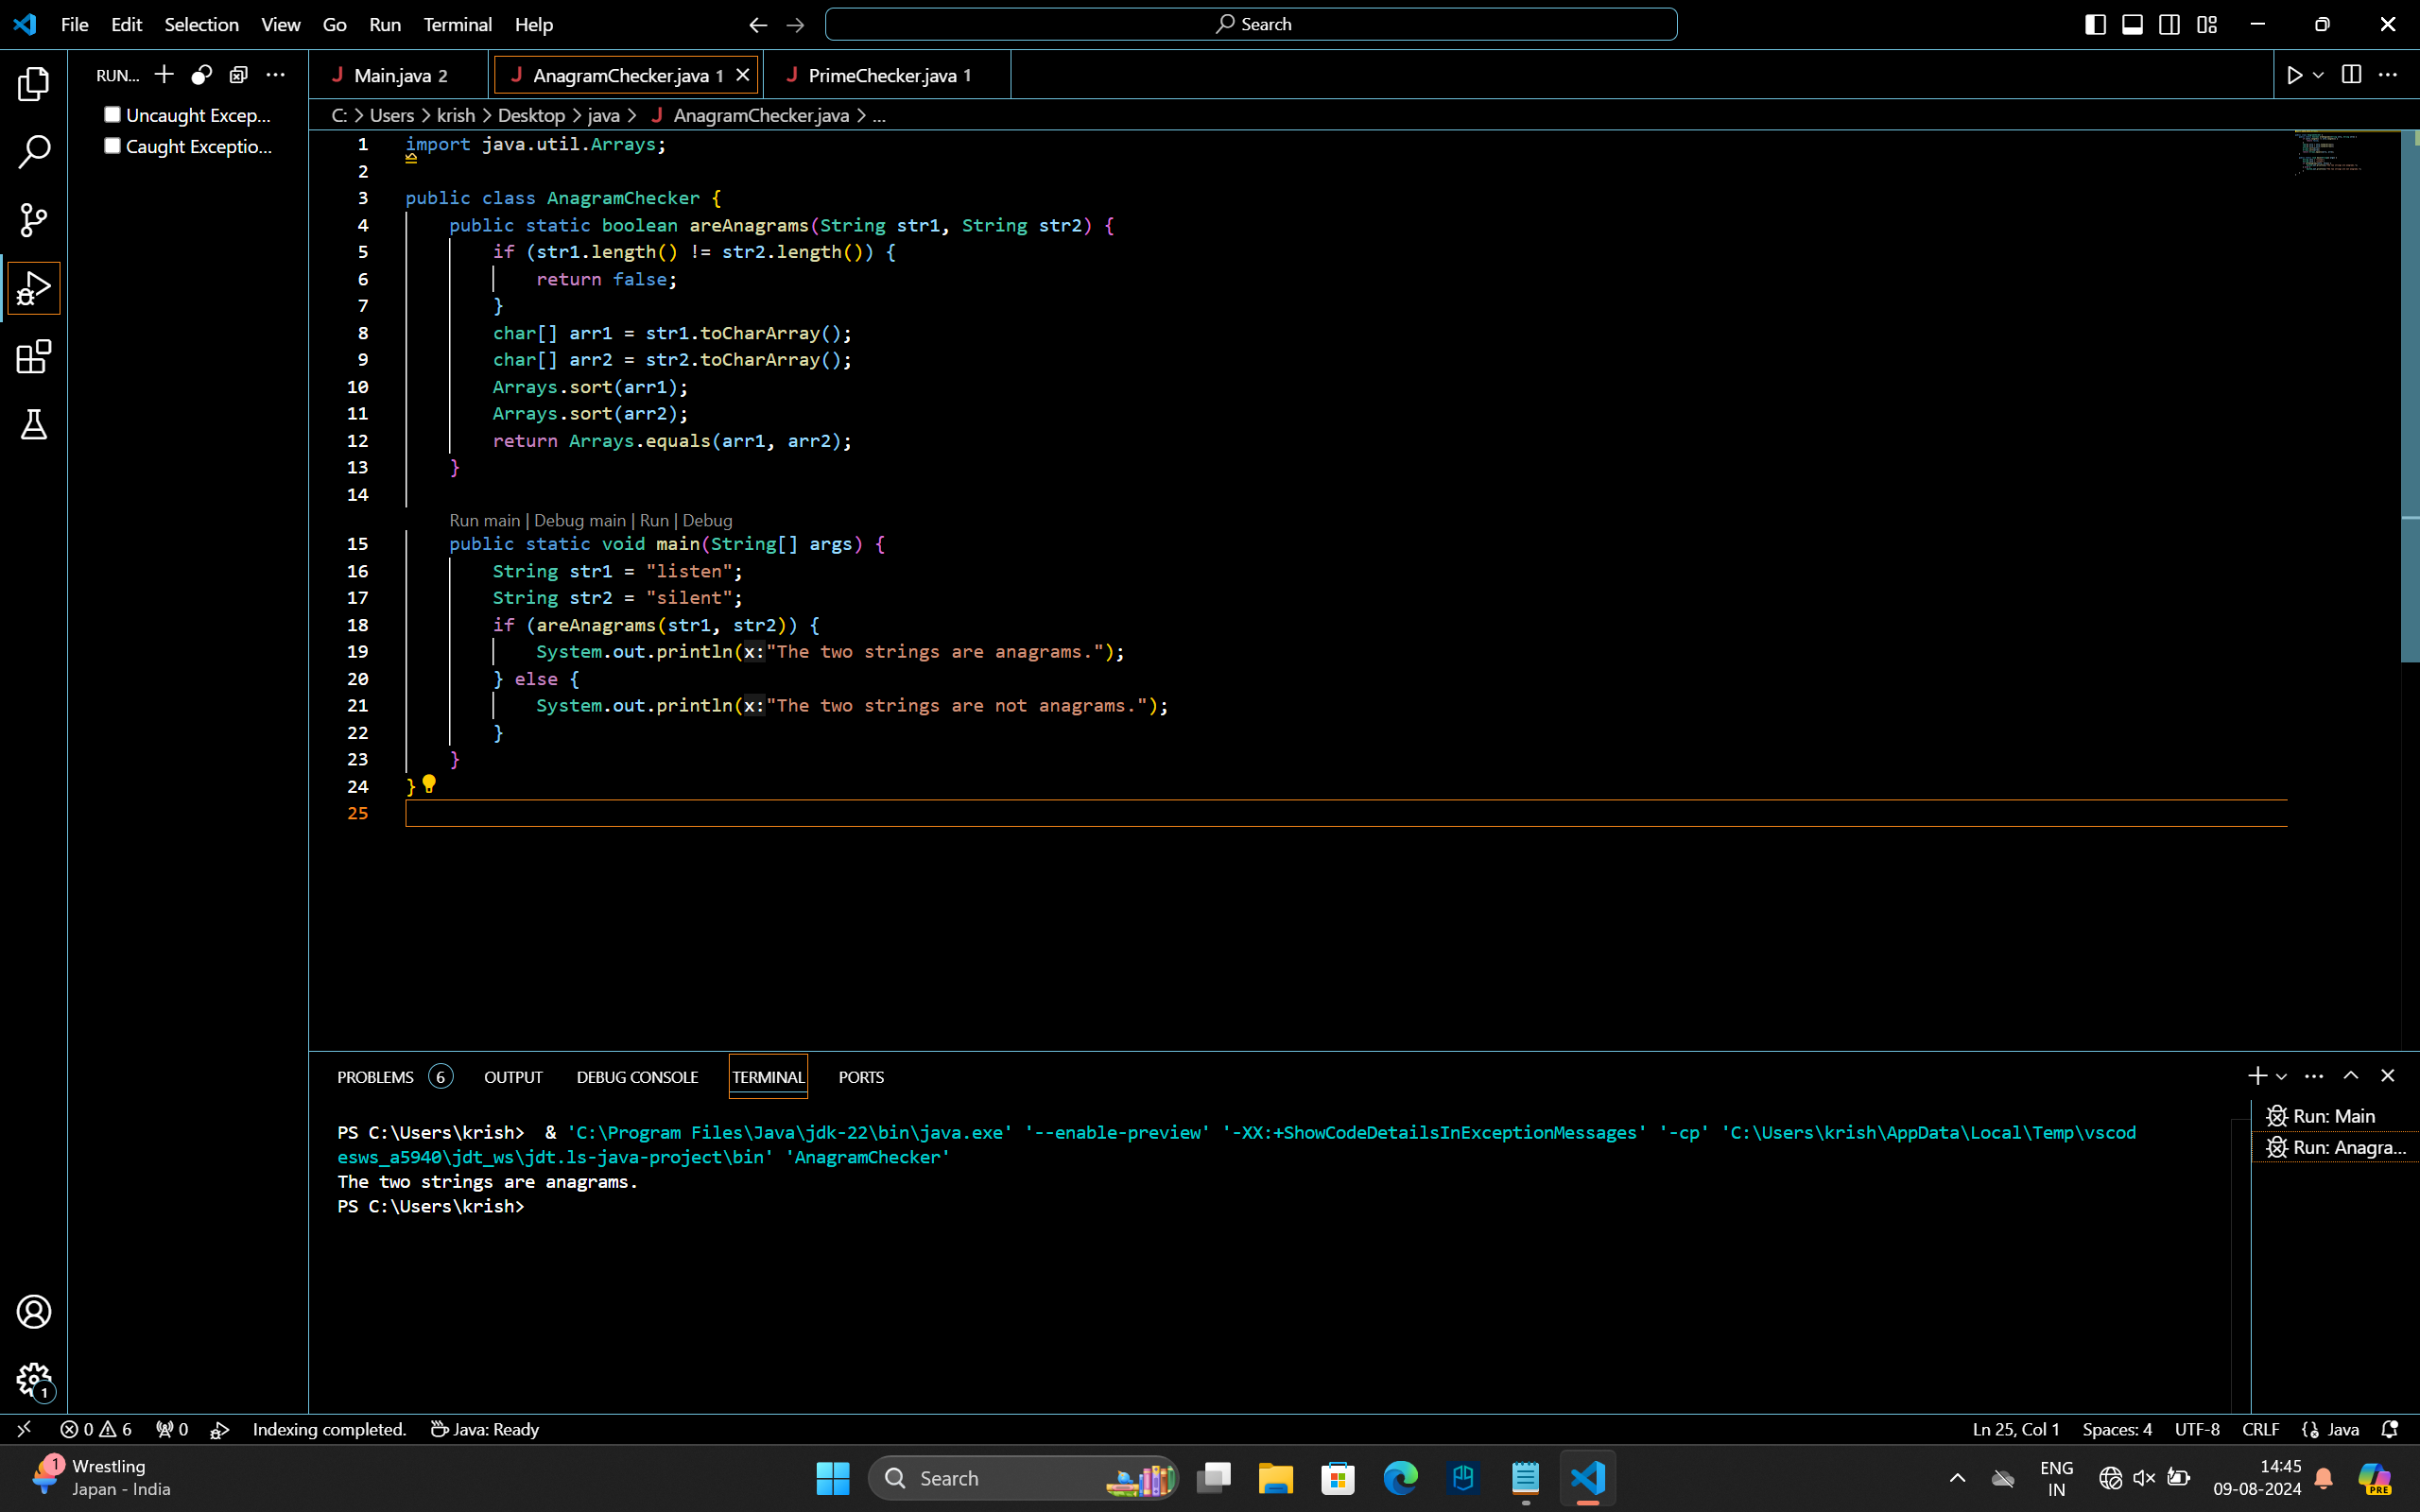 File Edit Selection View Go Run Terminal Help
Search
RUN...
Uncaught Excep...
Caught Exceptio...
Main.java 2
AnagramChecker.java 1
PrimeChecker.java 1
C: > Users > krish > Desktop > java > J AnagramChecker.java > ...
1 import java.util.Arrays;
2
3 public class AnagramChecker {
4 public static boolean areAnagrams(String str1, String str2) {
5 if (str1.length() != str2.length()) {
6 return false;
7 }
8 char[] arr1 = str1.toCharArray();
9 char[] arr2 = str2.toCharArray();
10 Arrays.sort(arr1);
11 Arrays.sort(arr2);
12 return Arrays.equals(arr1, arr2);
13 }
14
Run main | Debug main | Run | Debug
15 public static void main(String[] args) {
16 String str1 = "listen";
17 String str2 = "silent";
18 if (areAnagrams(str1, str2)) {
19 System.out.println(x:"The two strings are anagrams.");
20 } else {
21 System.out.println(x:"The two strings are not anagrams.");
22 }
23 }
24 }
25
PROBLEMS 6 OUTPUT DEBUG CONSOLE TERMINAL PORTS
PS C:\Users\krish> & 'C:\Program Files\Java\jdk-22\bin\java.exe' '--enable-preview' '-XX:+ShowCodeDetailsInExceptionMessages' '-cp' 'C:\Users\krish\AppData\Local\Temp\vscod
esws_a5940\jdt_ws\jdt.ls-java-project\bin' 'AnagramChecker'
The two strings are anagrams.
PS C:\Users\krish>
Run: Main
Run: Anagra...
1
0 6 0 Indexing completed. Java: Ready
Ln 25, Col 1 Spaces: 4 UTF-8 CRLF {} Java
1 Wrestling
Japan - India
Search
ENG
IN
14:45
09-08-2024
PRE